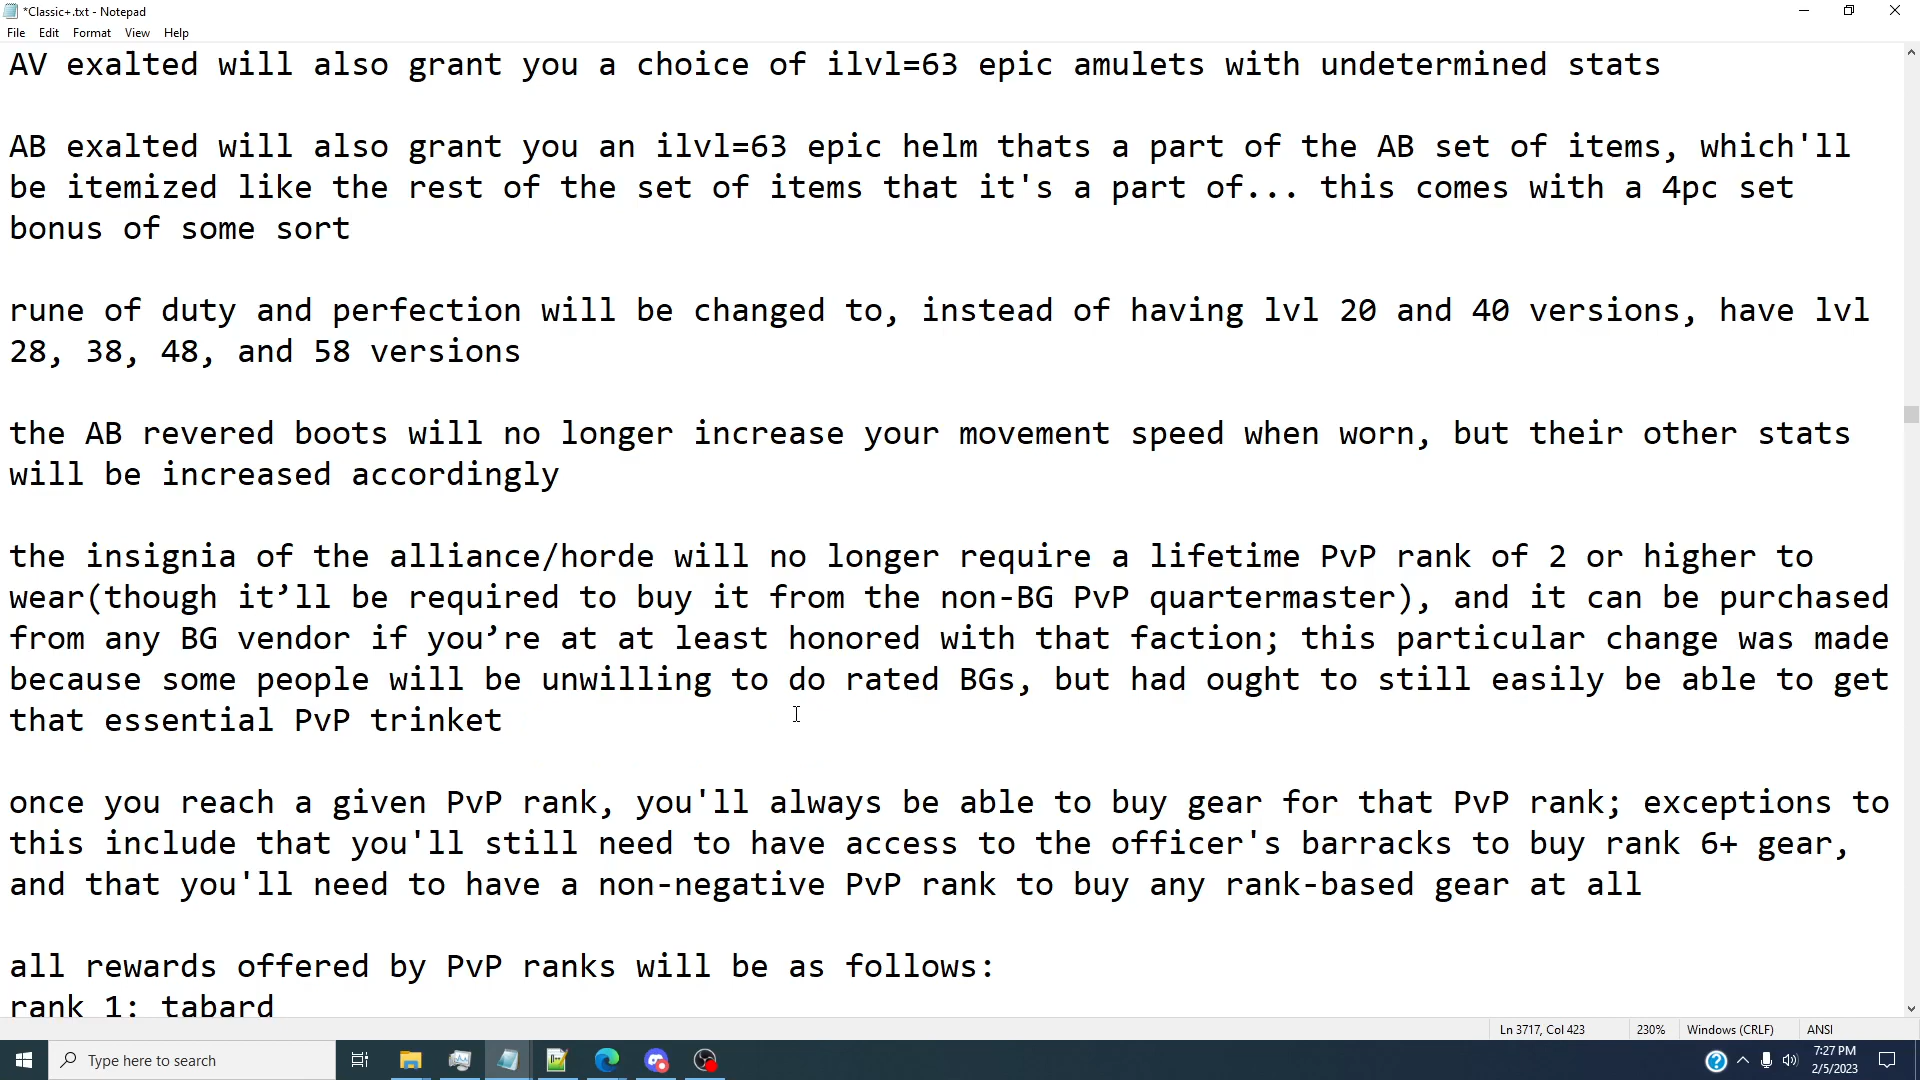 *Classic+.txt - Notepad
File Edit Format View Help
AV exalted will also grant you a choice of ilvl=63 epic amulets with undetermined stats
AB exalted will also grant you an ilvl=63 epic helm thats a part of the AB set of items, which'll
be itemized like the rest of the set of items that it's a part of... this comes with a 4pc set
bonus of some sort
rune of duty and perfection will be changed to, instead of having lvl 20 and 40 versions, have lvl
28, 38, 48, and 58 versions
the AB revered boots will no longer increase your movement speed when worn, but their other stats
will be increased accordingly
the insignia of the alliance/horde will no longer require a lifetime PvP rank of 2 or higher to
wear(though it’ll be required to buy it from the non-BG PvP quartermaster), and it can be purchased
from any BG vendor if you’re at at least honored with that faction; this particular change was made
because some people will be unwilling to do rated BGs, but had ought to still easily be able to get
that essential PvP trinket
once you reach a given PvP rank, you'll always be able to buy gear for that PvP rank; exceptions to
this include that you'll still need to have access to the officer's barracks to buy rank 6+ gear,
and that you'll need to have a non-negative PvP rank to buy any rank-based gear at all
all rewards offered by PvP ranks will be as follows:
rank 1: tabard
Ln 3717, Col 423 230% Windows (CRLF) ANSI
Type here to search
7:27 PM
2/5/2023